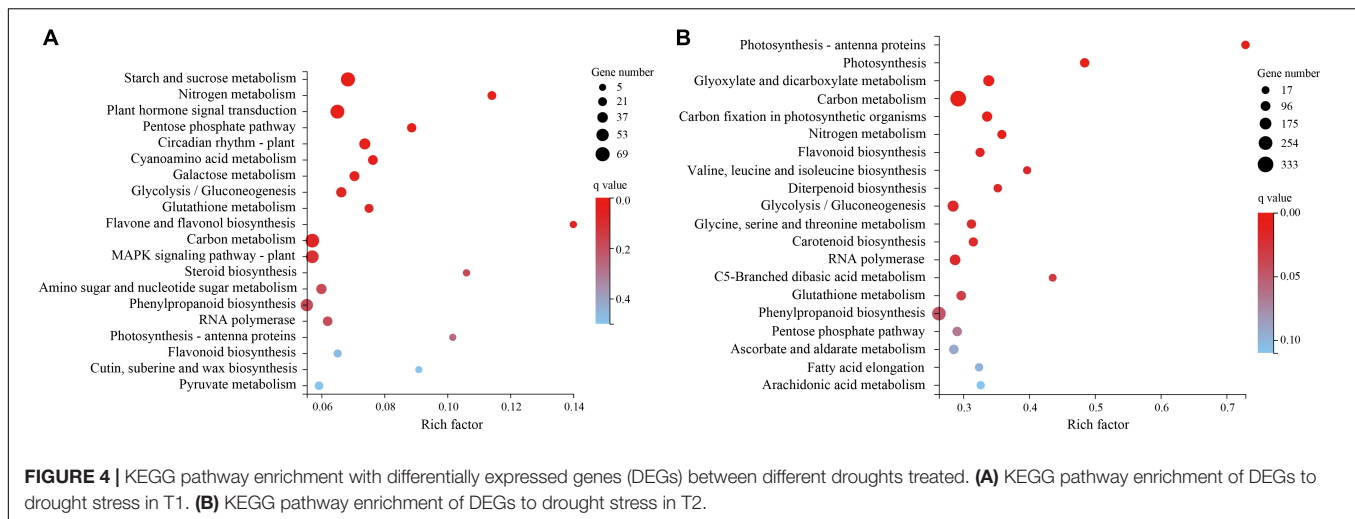 A
Starch and sucrose metabolism
Nitrogen metabolism
Plant hormone signal transduction
Pentose phosphate pathway
Circadian rhythm - plant
Cyanoamino acid metabolism
Galactose metabolism
Glycolysis / Gluconeogenesis
Glutathione metabolism
Flavone and flavonol biosynthesis
Carbon metabolism
MAPK signaling pathway - plant
Steroid biosynthesis
Amino sugar and nucleotide sugar metabolism
Phenylpropanoid biosynthesis
RNA polymerase
Photosynthesis - antenna proteins
Flavonoid biosynthesis
Cutin, suberine and wax biosynthesis
Pyruvate metabolism
0.06 0.08 0.10 0.12 0.14
Rich factor
Gene number
5
21
37
53
69
q value
0.0
0.2
0.4
B
Photosynthesis - antenna proteins
Photosynthesis
Glyoxylate and dicarboxylate metabolism
Carbon metabolism
Carbon fixation in photosynthetic organisms
Nitrogen metabolism
Flavonoid biosynthesis
Valine, leucine and isoleucine biosynthesis
Diterpenoid biosynthesis
Glycolysis / Gluconeogenesis
Glycine, serine and threonine metabolism
Carotenoid biosynthesis
RNA polymerase
C5-Branched dibasic acid metabolism
Glutathione metabolism
Phenylpropanoid biosynthesis
Pentose phosphate pathway
Ascorbate and aldarate metabolism
Fatty acid elongation
Arachidonic acid metabolism
0.3 0.4 0.5 0.6 0.7
Rich factor
Gene number
17
96
175
254
333
q value
0.00
0.05
0.10
FIGURE 4 | KEGG pathway enrichment with differentially expressed genes (DEGs) between different droughts treated. (A) KEGG pathway enrichment of DEGs to
drought stress in T1. (B) KEGG pathway enrichment of DEGs to drought stress in T2.